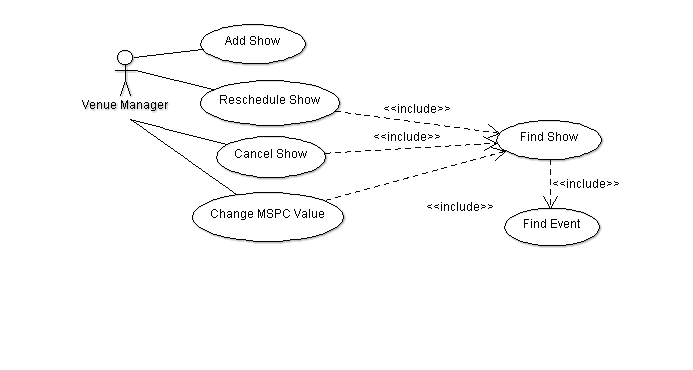 Add Show
Venue Manager
Reschedule Show
<<include>>
<<include>>
Find Show
Cancel Show
<<include>>
Change MSPC Value
<<include>>
Find Event